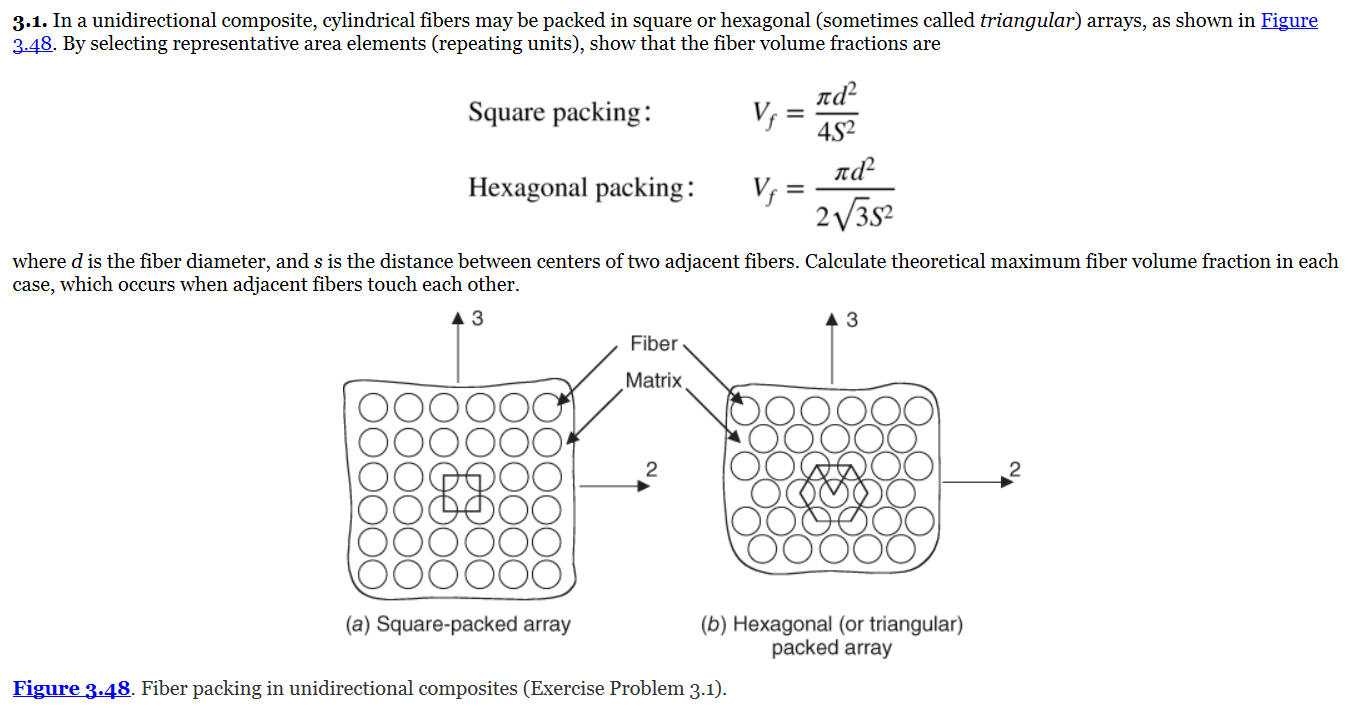 3.1. In a unidirectional composite, cylindrical fibers may be packed in square or hexagonal (sometimes called triangular) arrays, as shown in Figure
3.48. By selecting representative area elements (repeating units), show that the fiber volume fractions are
Square packing: V_f = πd²/4S²
Hexagonal packing: V_f = πd²/2√3S²
where d is the fiber diameter, and s is the distance between centers of two adjacent fibers. Calculate theoretical maximum fiber volume fraction in each
case, which occurs when adjacent fibers touch each other.
3
3
Fiber
Matrix
2
2
(a) Square-packed array
(b) Hexagonal (or triangular)
packed array
Figure 3.48. Fiber packing in unidirectional composites (Exercise Problem 3.1).